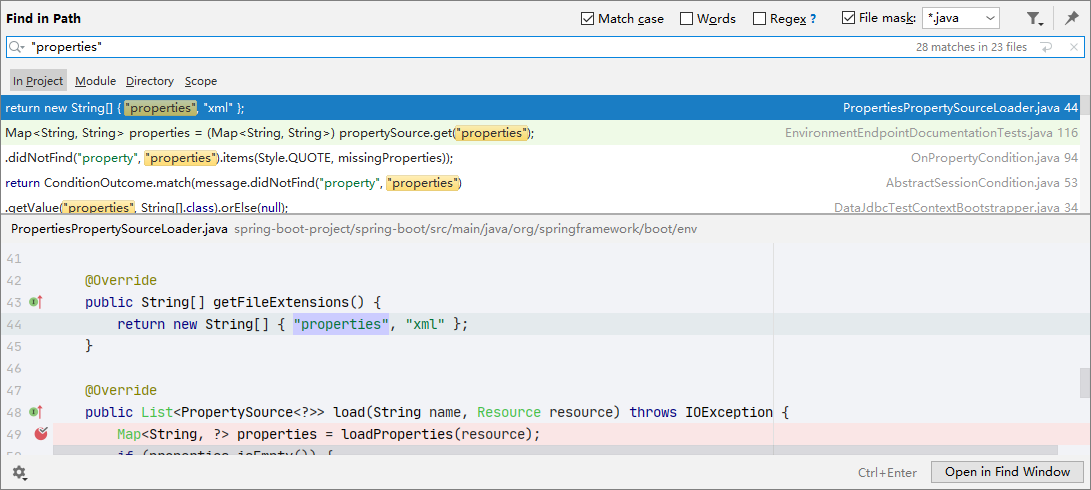 Find in Path Match case Words Regex ? File mask: *.java
"properties" 28 matches in 23 files
In Project Module Directory Scope
return new String[] { "properties", "xml" }; PropertiesPropertySourceLoader.java 44
Map<String, String> properties = (Map<String, String>) propertySource.get("properties"); EnvironmentEndpointDocumentationTests.java 116
.didNotFind("property", "properties").items(Style.QUOTE, missingProperties)); OnPropertyCondition.java 94
return ConditionOutcome.match(message.didNotFind("property", "properties") AbstractSessionCondition.java 53
.getValue("properties", String[].class).orElse(null); DataJdbcTestContextBootstrapper.java 34
PropertiesPropertySourceLoader.java spring-boot-project/spring-boot/src/main/java/org/springframework/boot/env
41
42 @Override
43 public String[] getFileExtensions() {
44 return new String[] { "properties", "xml" };
45 }
46
47 @Override
48 public List<PropertySource<?>> load(String name, Resource resource) throws IOException {
49 Map<String, ?> properties = loadProperties(resource);
50 if (properties.isEmpty()) {
Ctrl+Enter Open in Find Window